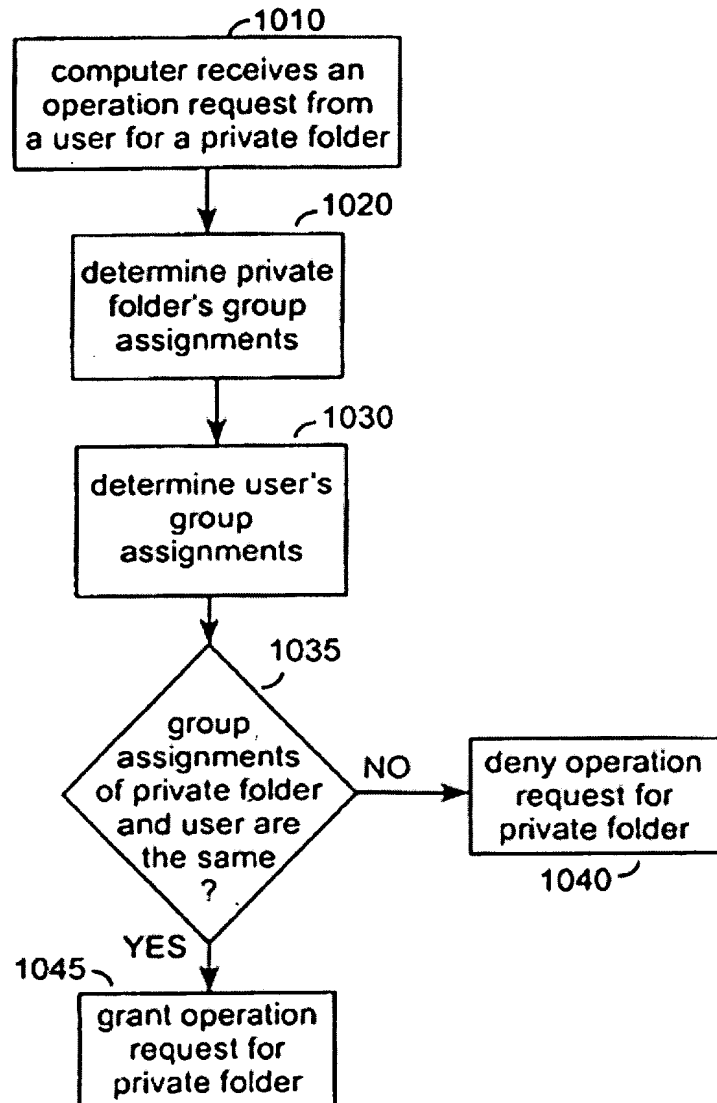 1010
computer receives an
operation request from
a user for a private folder
1020
determine private
folder's group
assignments
1030
determine user's
group
assignments
1035
group
assignments
of private folder
and user are
the same
?
NO
deny operation
request for
private folder
1040
YES
1045
grant operation
request for
private folder